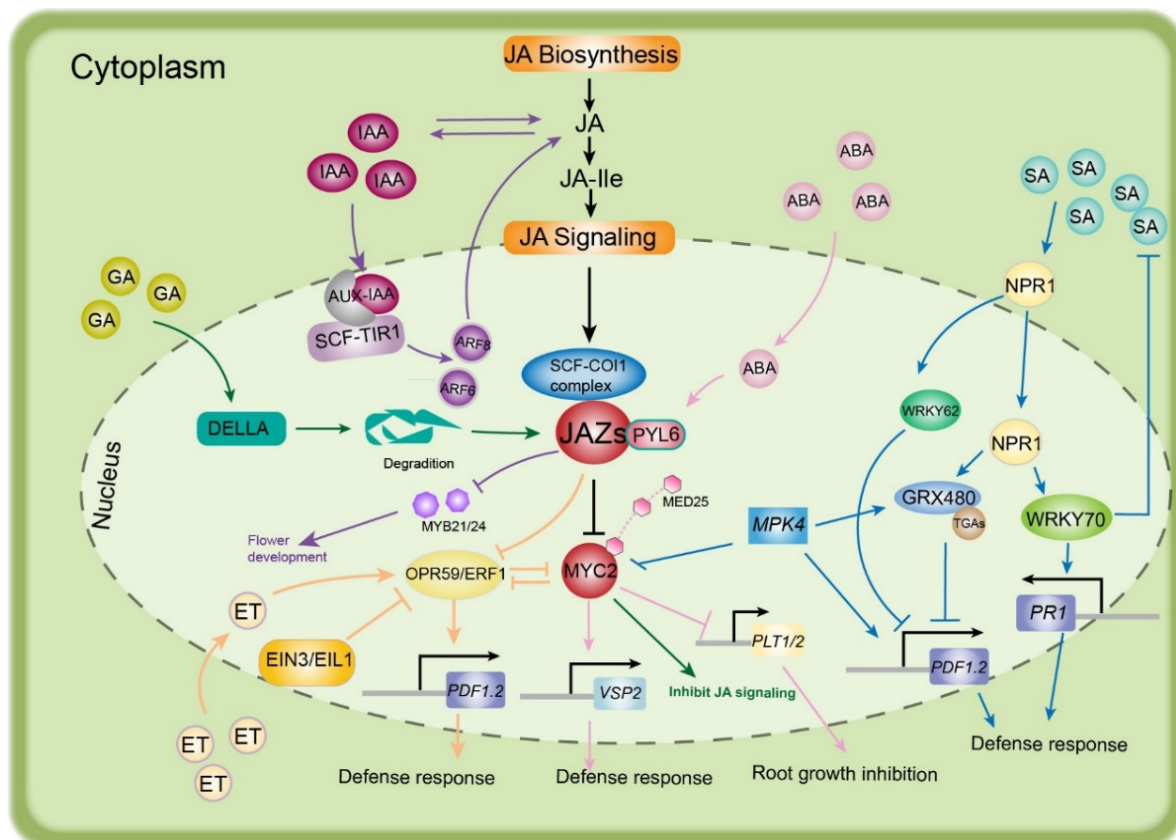 Cytoplasm
JA Biosynthesis
JA
JA-Ile
JA Signaling
IAA
IAA
IAA
ABA
ABA
ABA
SA
SA
SA
SA
GA
GA
GA
AUX-IAA
SCF-TIR1
ARF8
ARF6
NPR1
SCF-COI1
complex
ABA
WRKY62
DELLA
Degradition
JAZs
PYL6
NPR1
Nucleus
MYB21/24
MED25
MPK4
GRX480
TGAs
WRKY70
Flower
development
OPR59/ERF1
MYC2
ET
EIN3/EIL1
PDF1.2
VSP2
Inhibit JA signaling
PLT1/2
PDF1.2
PR1
ET
ET
ET
Defense response
Defense response
Root growth inhibition
Defense response